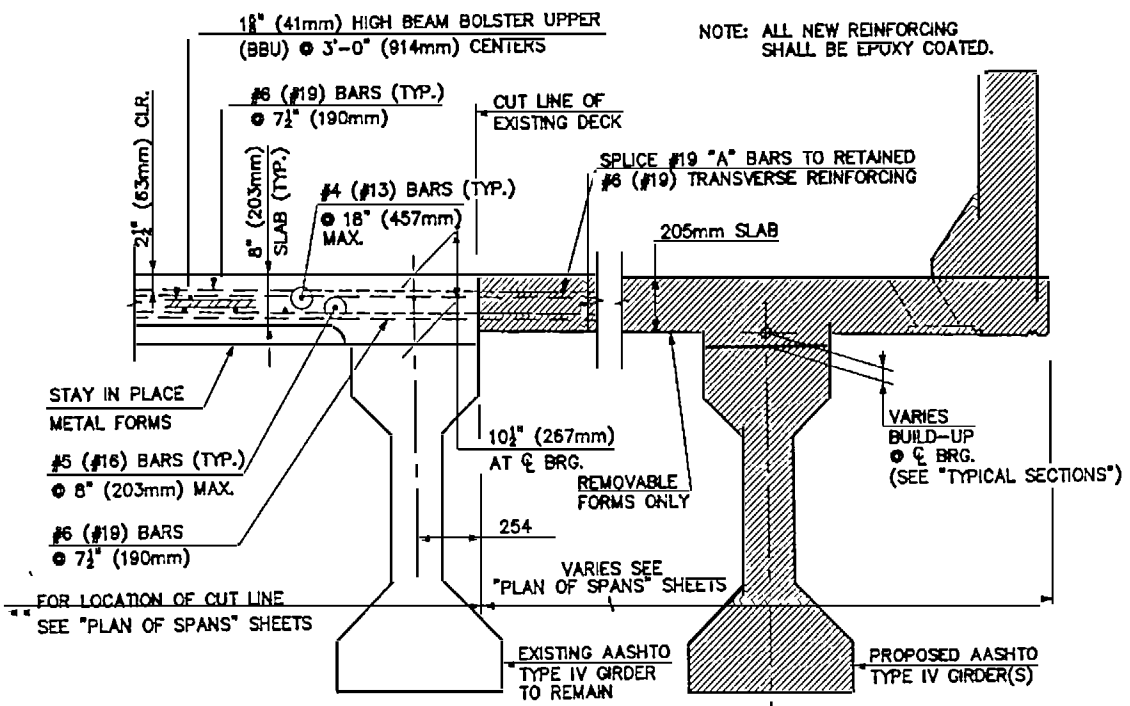 1⅝" (41mm) HIGH BEAM BOLSTER UPPER
(BBU) @ 3'-0" (914mm) CENTERS
NOTE: ALL NEW REINFORCING
SHALL BE EPOXY COATED.
#6 (#19) BARS (TYP.)
@ 7½" (190mm)
CUT LINE OF
EXISTING DECK
2½" (63mm) CLR.
8" (203mm)
SLAB (TYP.)
#4 (#13) BARS (TYP.)
@ 18" (457mm)
MAX.
SPLICE #19 "A" BARS TO RETAINED
#6 (#19) TRANSVERSE REINFORCING
205mm SLAB
STAY IN PLACE
METAL FORMS
#5 (#16) BARS (TYP.)
@ 8" (203mm) MAX.
#6 (#19) BARS
@ 7½" (190mm)
10½" (267mm)
AT ℄ BRG.
REMOVABLE
FORMS ONLY
VARIES
BUILD-UP
@ ℄ BRG.
(SEE "TYPICAL SECTIONS")
254
VARIES SEE
"PLAN OF SPANS" SHEETS
** FOR LOCATION OF CUT LINE
SEE "PLAN OF SPANS" SHEETS
EXISTING AASHTO
TYPE IV GIRDER
TO REMAIN
PROPOSED AASHTO
TYPE IV GIRDER(S)